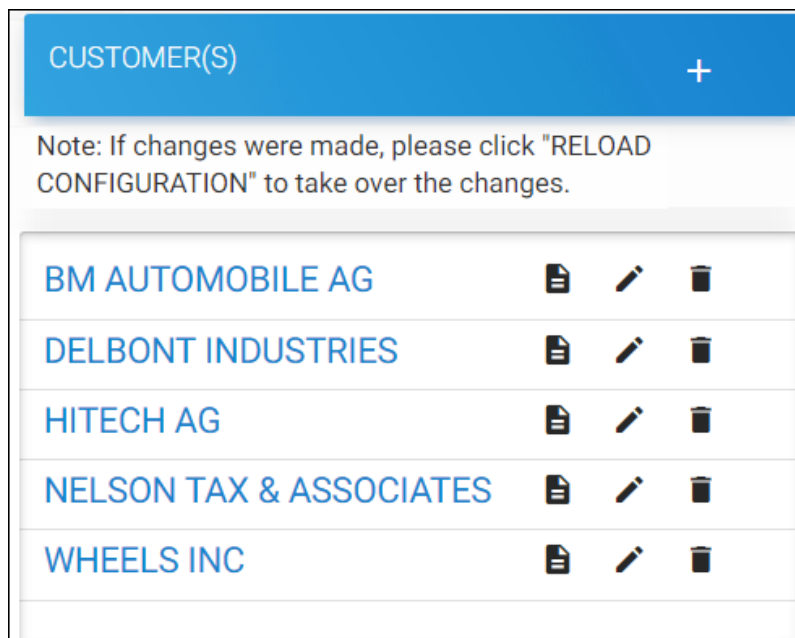 CUSTOMER(S)
+
Note: If changes were made, please click "RELOAD
CONFIGURATION" to take over the changes.
BM AUTOMOBILE AG
DELBONT INDUSTRIES
HITECH AG
NELSON TAX & ASSOCIATES
WHEELS INC